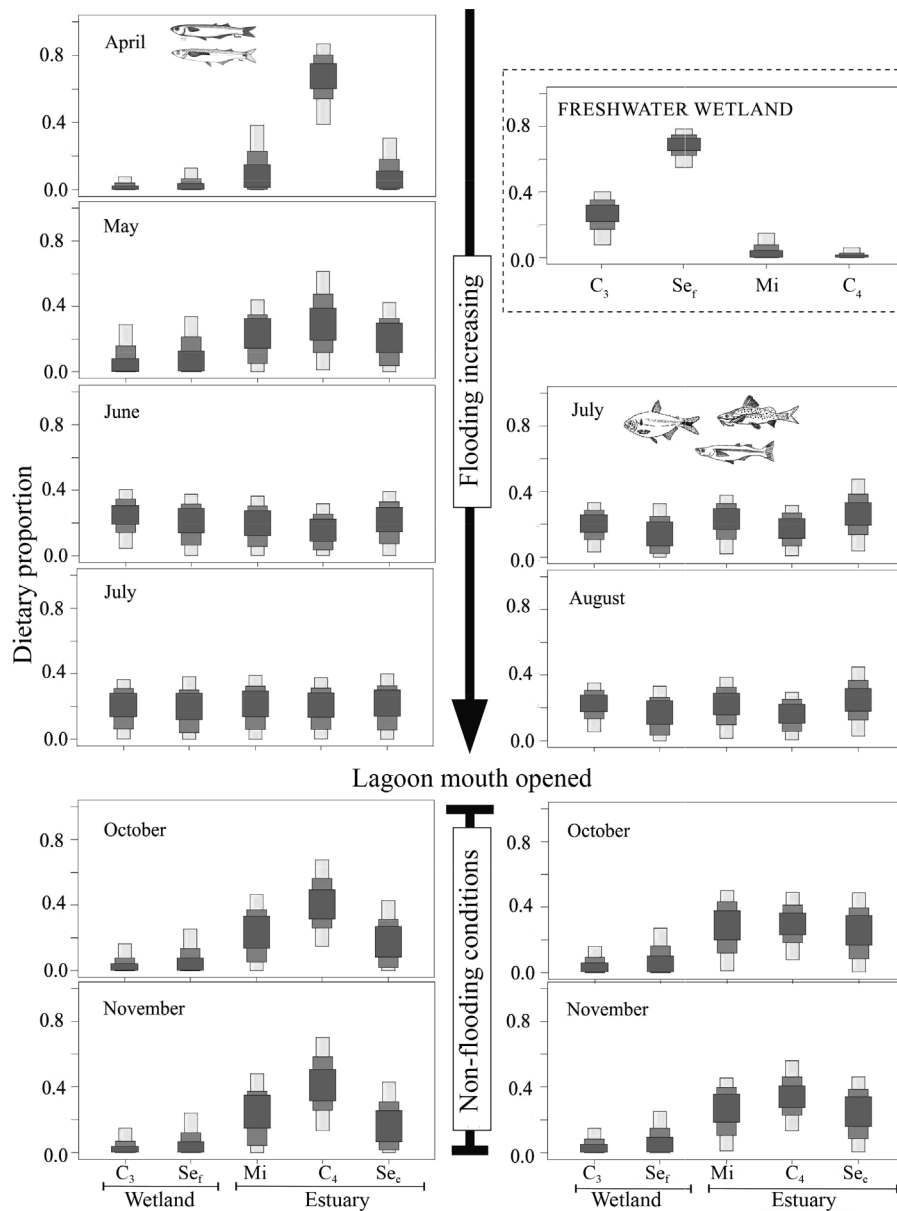 April
0.8
0.4
0.0
May
0.8
0.4
0.0
June
0.8
0.4
0.0
July
0.8
0.4
0.0
Dietary proportion
Flooding increasing
FRESHWATER WETLAND
0.8
0.4
0.0
C₃ Se_f Mi C₄
July
0.8
0.4
0.0
August
0.8
0.4
0.0
Lagoon mouth opened
October
0.8
0.4
0.0
November
0.8
0.4
0.0
C₃ Se_f Mi C₄ Se_e
Wetland Estuary
Non-flooding conditions
October
0.8
0.4
0.0
November
0.8
0.4
0.0
C₃ Se_f Mi C₄ Se_e
Wetland Estuary